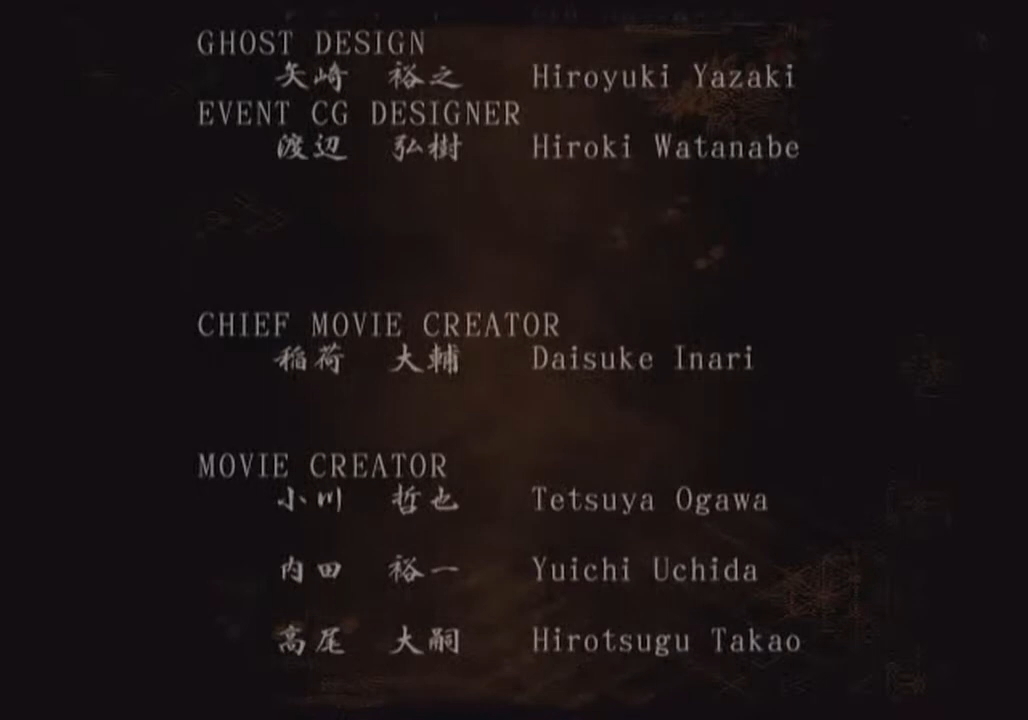 GHOST DESIGN
矢崎 裕之 Hiroyuki Yazaki
EVENT CG DESIGNER
渡辺 弘樹 Hiroki Watanabe
CHIEF MOVIE CREATOR
稲荷 大輔 Daisuke Inari
MOVIE CREATOR
小川 哲也 Tetsuya Ogawa
内田 裕一 Yuichi Uchida
高尾 大嗣 Hirotsugu Takao